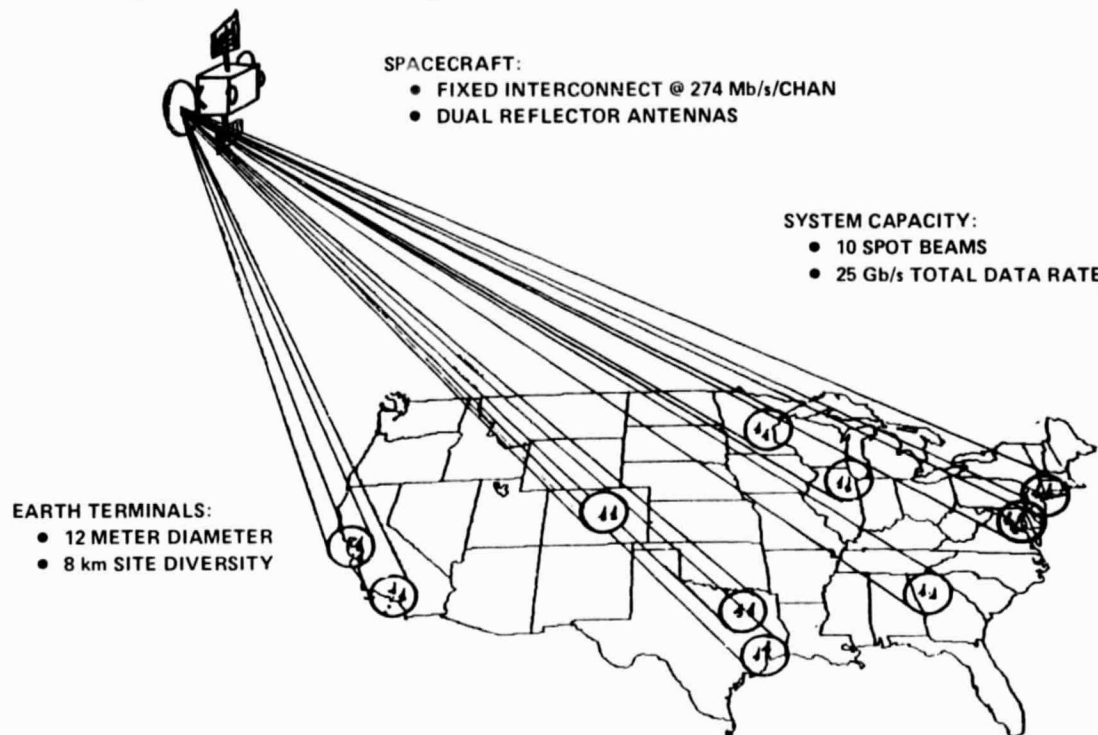 SPACECRAFT:
• FIXED INTERCONNECT @ 274 Mb/s/CHAN
• DUAL REFLECTOR ANTENNAS
SYSTEM CAPACITY:
• 10 SPOT BEAMS
• 25 Gb/s TOTAL DATA RATE
EARTH TERMINALS:
• 12 METER DIAMETER
• 8 km SITE DIVERSITY